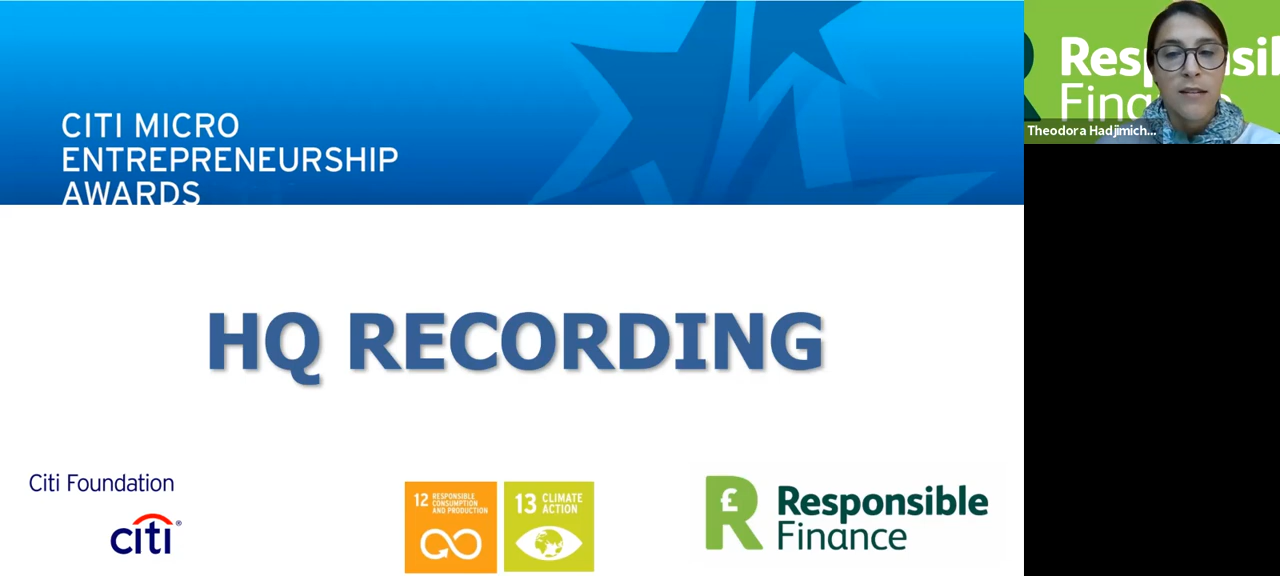 CITI MICRO
ENTREPRENEURSHIP
AWARDS
HQ RECORDING
Citi Foundation
citi®
12 RESPONSIBLE
CONSUMPTION
AND PRODUCTION
13 CLIMATE
ACTION
£
Responsible
Finance
Theodora Hadjimich...